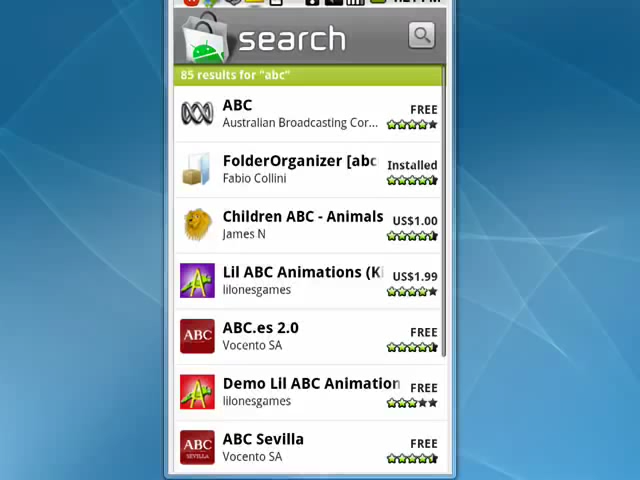 search
85 results for "abc"
ABC
FREE
Australian Broadcasting Cor...
FolderOrganizer [abc
Installed
Fabio Collini
Children ABC - Animals
US$1.00
James N
Lil ABC Animations (Ki
US$1.99
lilonesgames
ABC
ABC.es 2.0
FREE
Vocento SA
Demo Lil ABC Animation
FREE
lilonesgames
ABC
SEVILLA
ABC Sevilla
FREE
Vocento SA